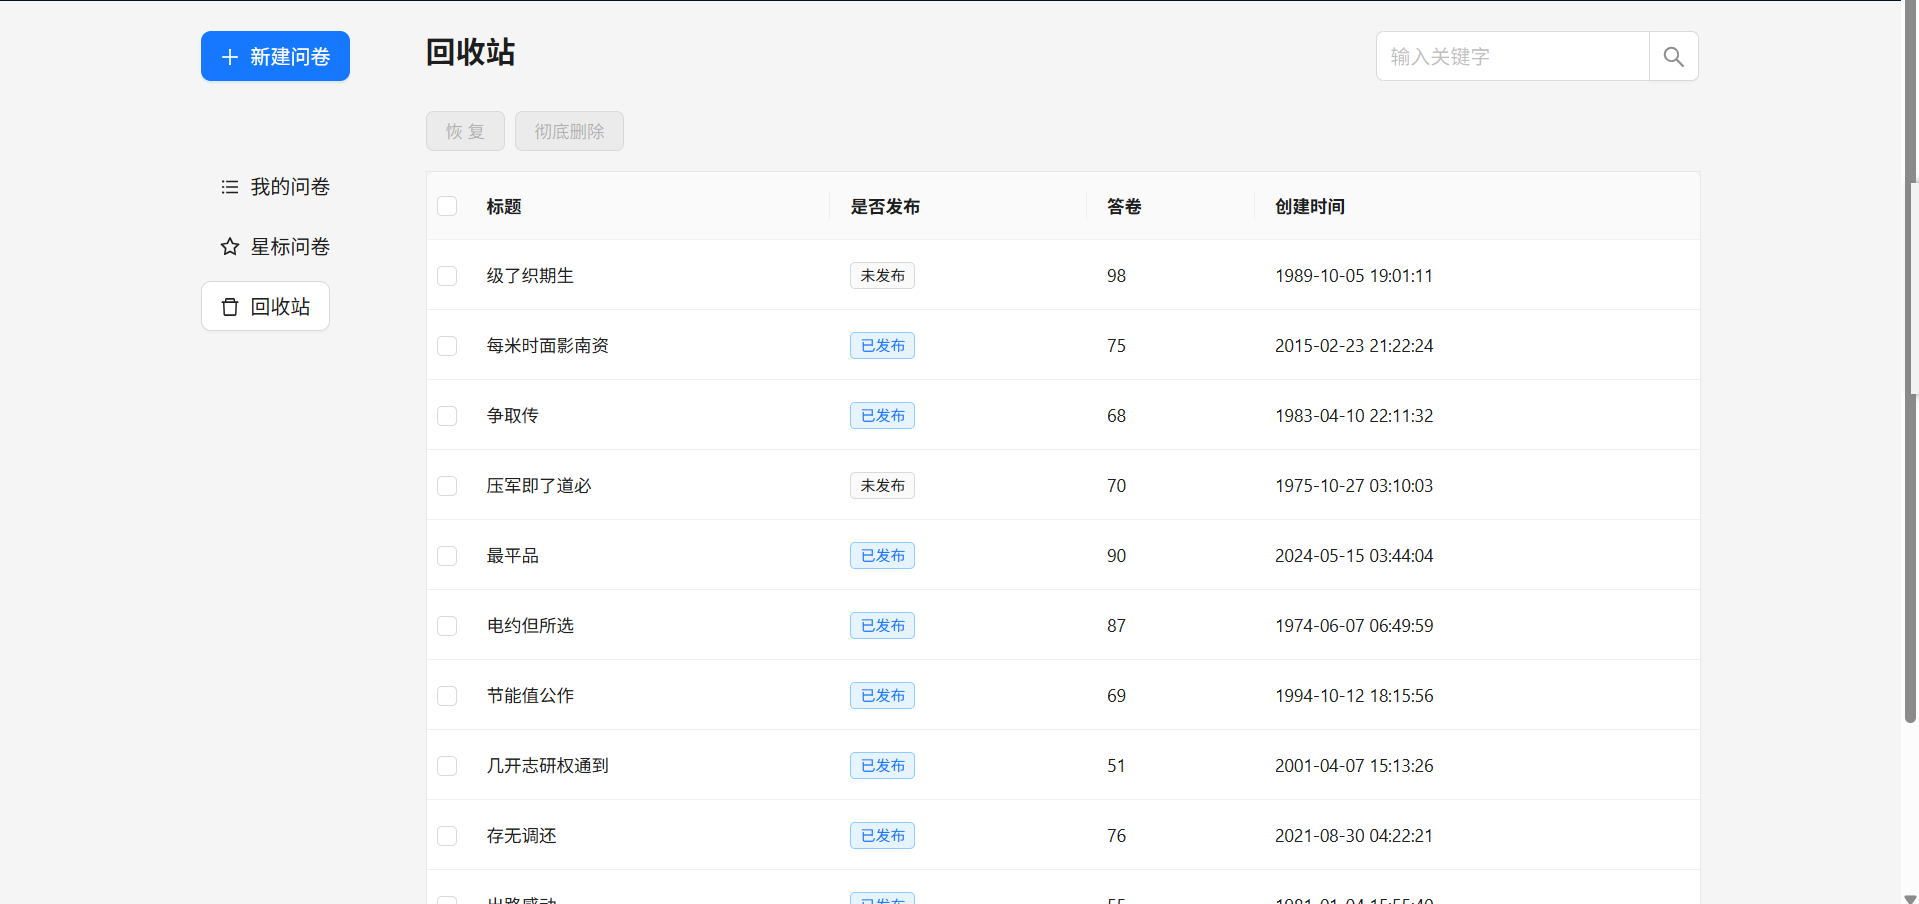 新建问卷
回收站
输入关键字
恢 复 彻底删除
我的问卷
星标问卷
回收站
标题 是否发布 答卷 创建时间
级了织期生 未发布 98 1989-10-05 19:01:11
每米时面影南资 已发布 75 2015-02-23 21:22:24
争取传 已发布 68 1983-04-10 22:11:32
压军即了道必 未发布 70 1975-10-27 03:10:03
最平品 已发布 90 2024-05-15 03:44:04
电约但所选 已发布 87 1974-06-07 06:49:59
节能值公作 已发布 69 1994-10-12 18:15:56
几开志研权通到 已发布 51 2001-04-07 15:13:26
存无调还 已发布 76 2021-08-30 04:22:21
已发布